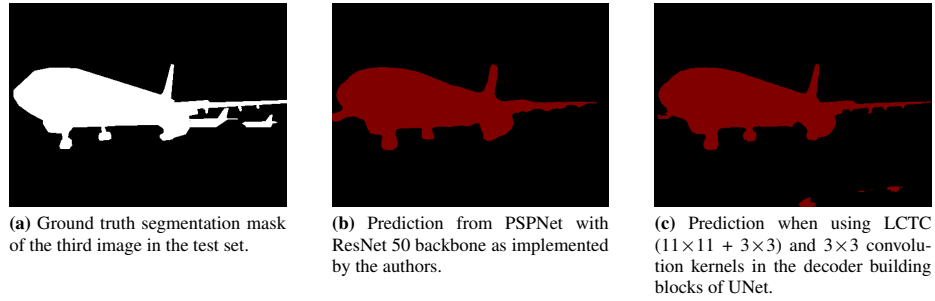 (a) Ground truth segmentation mask
of the third image in the test set.
(b) Prediction from PSPNet with
ResNet 50 backbone as implemented
by the authors.
(c) Prediction when using LCTC
(11×11 + 3×3) and 3×3 convolu-
tion kernels in the decoder building
blocks of UNet.